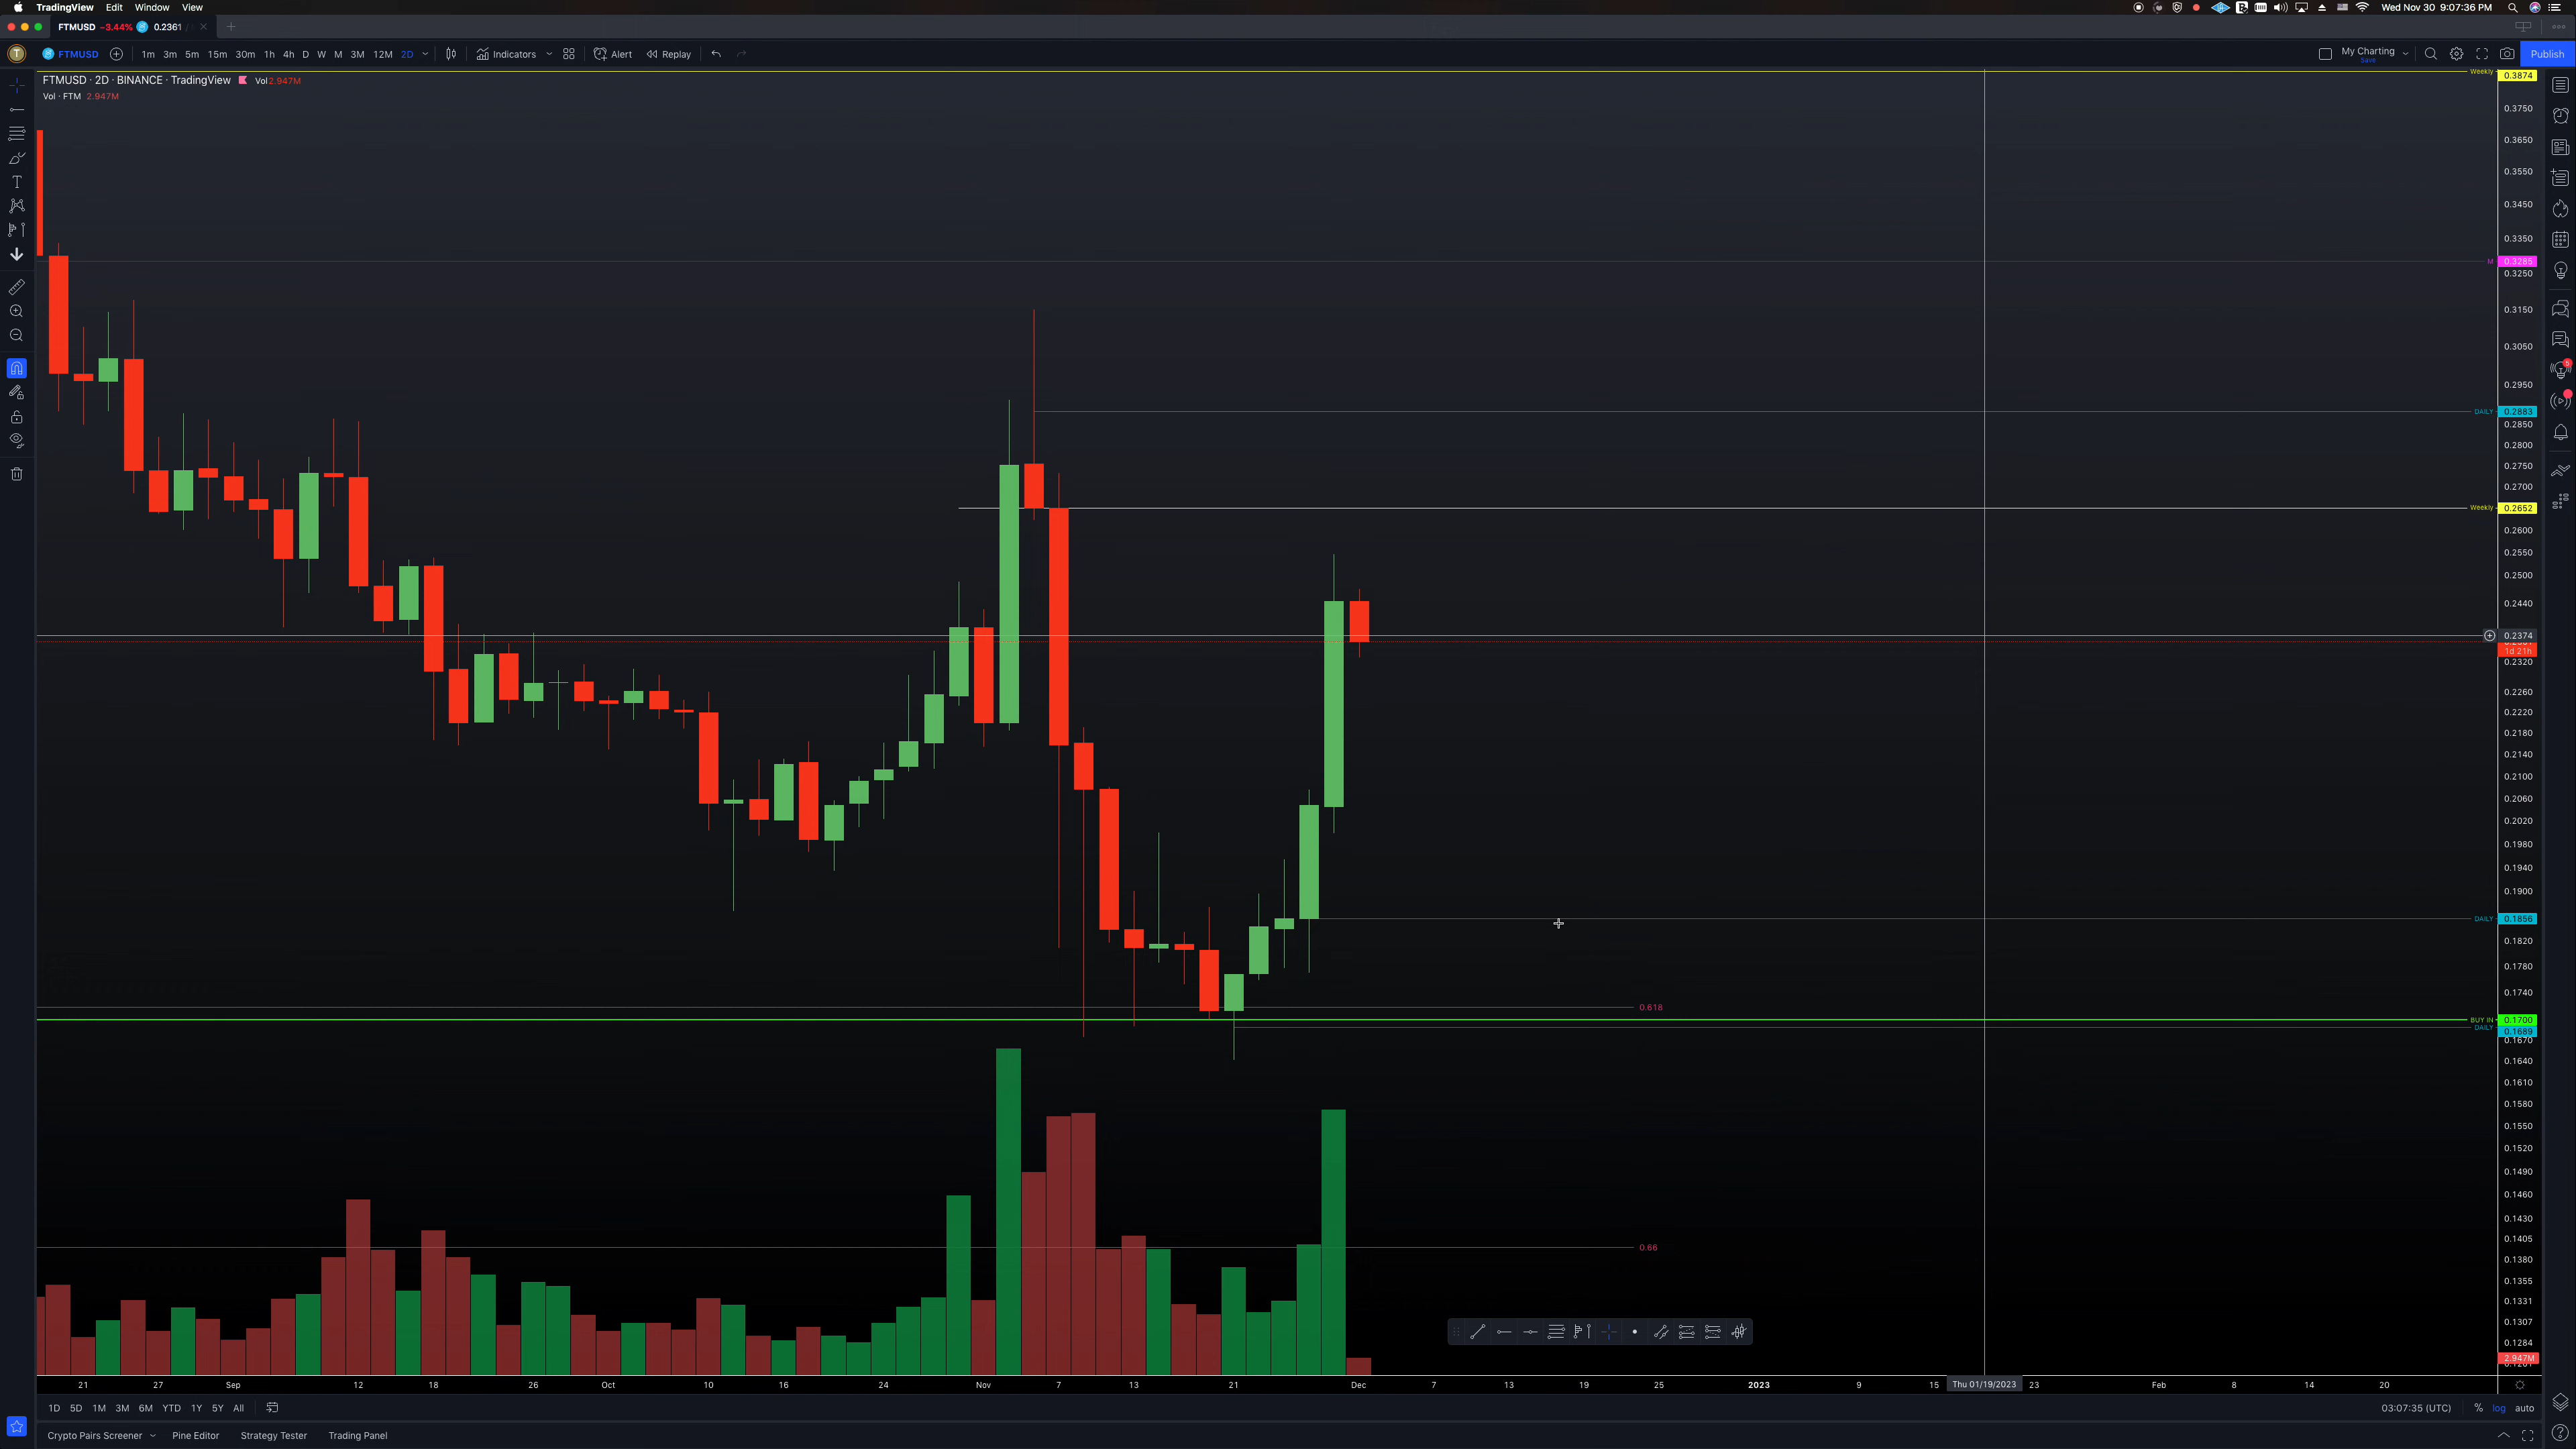 TradingView Edit Window View Wed Nov 30 9:07:36 PM
FTMUSD −3.44% 0.2361
FTMUSD 1m 3m 5m 15m 30m 1h 4h D W M 3M 12M 2D Indicators Alert Replay My Charting Save Publish
FTMUSD · 2D · BINANCE · TradingView Vol2.947M
Vol · FTM 2.947M
Weekly 0.3874
0.3750
0.3650
0.3550
0.3450
0.3350
M 0.3285
0.3250
0.3150
0.3050
0.2950
DAILY 0.2883
0.2850
0.2800
0.2750
0.2700
Weekly 0.2652
0.2600
0.2550
0.2500
0.2440
0.2374
1d 21h
0.2320
0.2260
0.2220
0.2180
0.2140
0.2100
0.2060
0.2020
0.1980
0.1940
0.1900
DAILY 0.1856
0.1820
0.1780
0.1740
0.618
BUY IN 0.1700
DAILY 0.1689
0.1670
0.1640
0.1610
0.1580
0.1550
0.1520
0.1490
0.1460
0.1430
0.1405
0.66
0.1380
0.1355
0.1331
0.1307
0.1284
2.947M
21 27 Sep 12 18 26 Oct 10 16 24 Nov 7 13 21 Dec 7 13 19 25 2023 9 15 Thu 01/19/2023 23 Feb 8 14 20
1D 5D 1M 3M 6M YTD 1Y 5Y All 03:07:35 (UTC) % log auto
Crypto Pairs Screener Pine Editor Strategy Tester Trading Panel